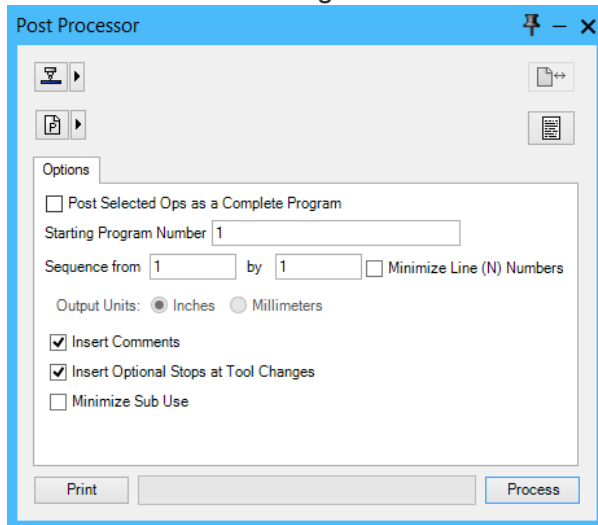 Post Processor
P
Options
Post Selected Ops as a Complete Program
Starting Program Number 1
Sequence from 1 by 1 Minimize Line (N) Numbers
Output Units: Inches Millimeters
Insert Comments
Insert Optional Stops at Tool Changes
Minimize Sub Use
Print Process